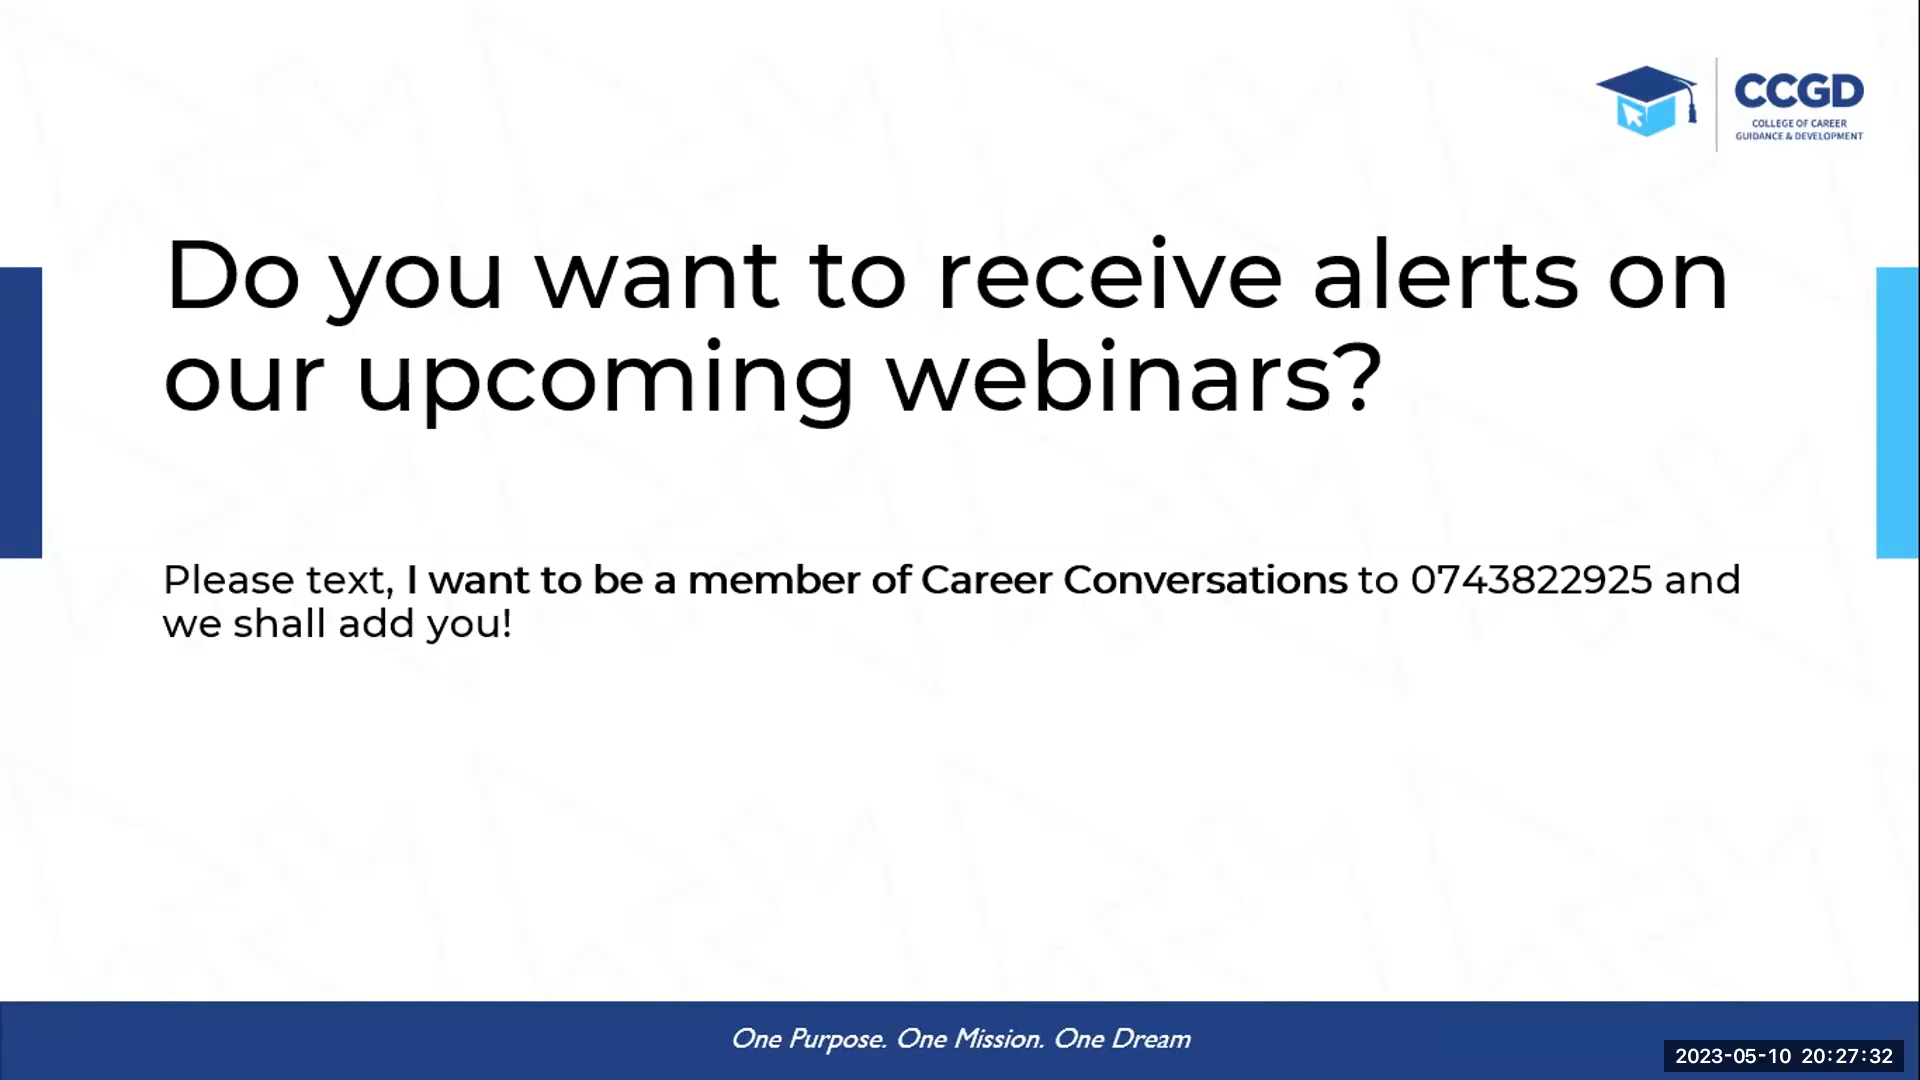 CCGD
COLLEGE OF CAREER
GUIDANCE & DEVELOPMENT
Do you want to receive alerts on
our upcoming webinars?
Please text, I want to be a member of Career Conversations to 0743822925 and
we shall add you!
One Purpose. One Mission. One Dream
2023-05-10 20:27:32